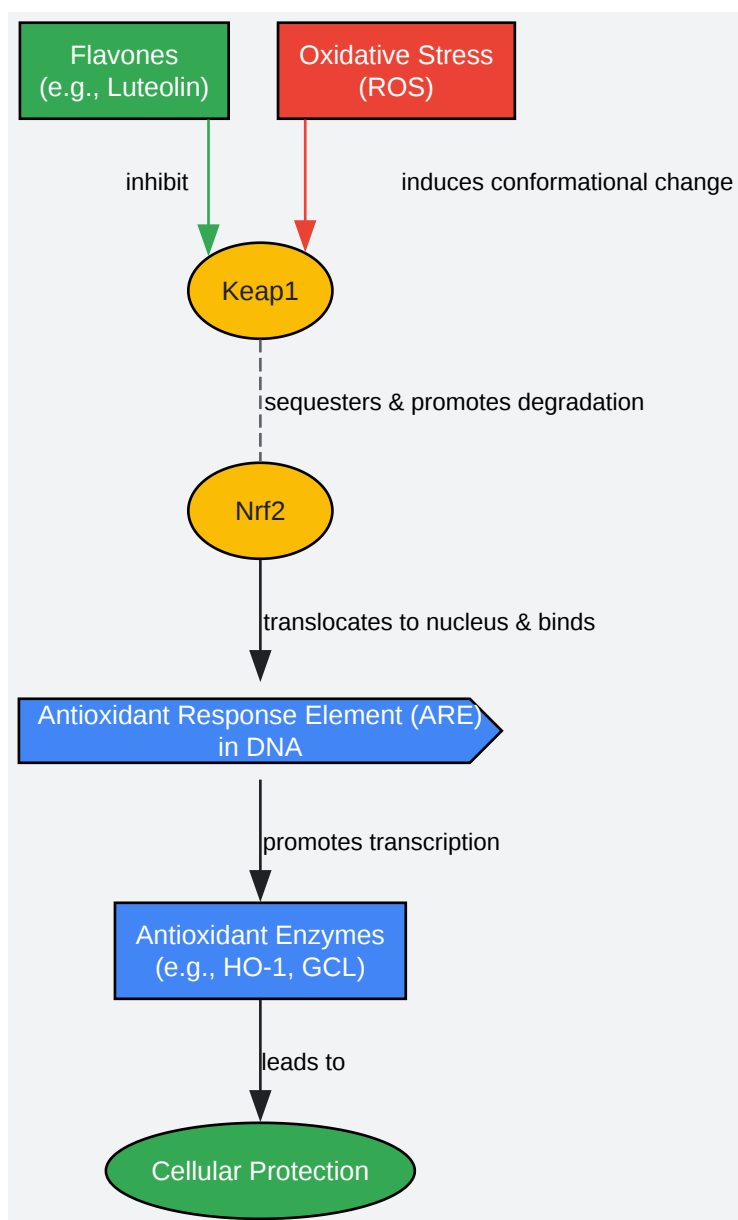 Flavones
(e.g., Luteolin)
Oxidative Stress
(ROS)
inhibit
induces conformational change
Keap1
sequesters & promotes degradation
Nrf2
translocates to nucleus & binds
Antioxidant Response Element (ARE)
in DNA
promotes transcription
Antioxidant Enzymes
(e.g., HO-1, GCL)
leads to
Cellular Protection